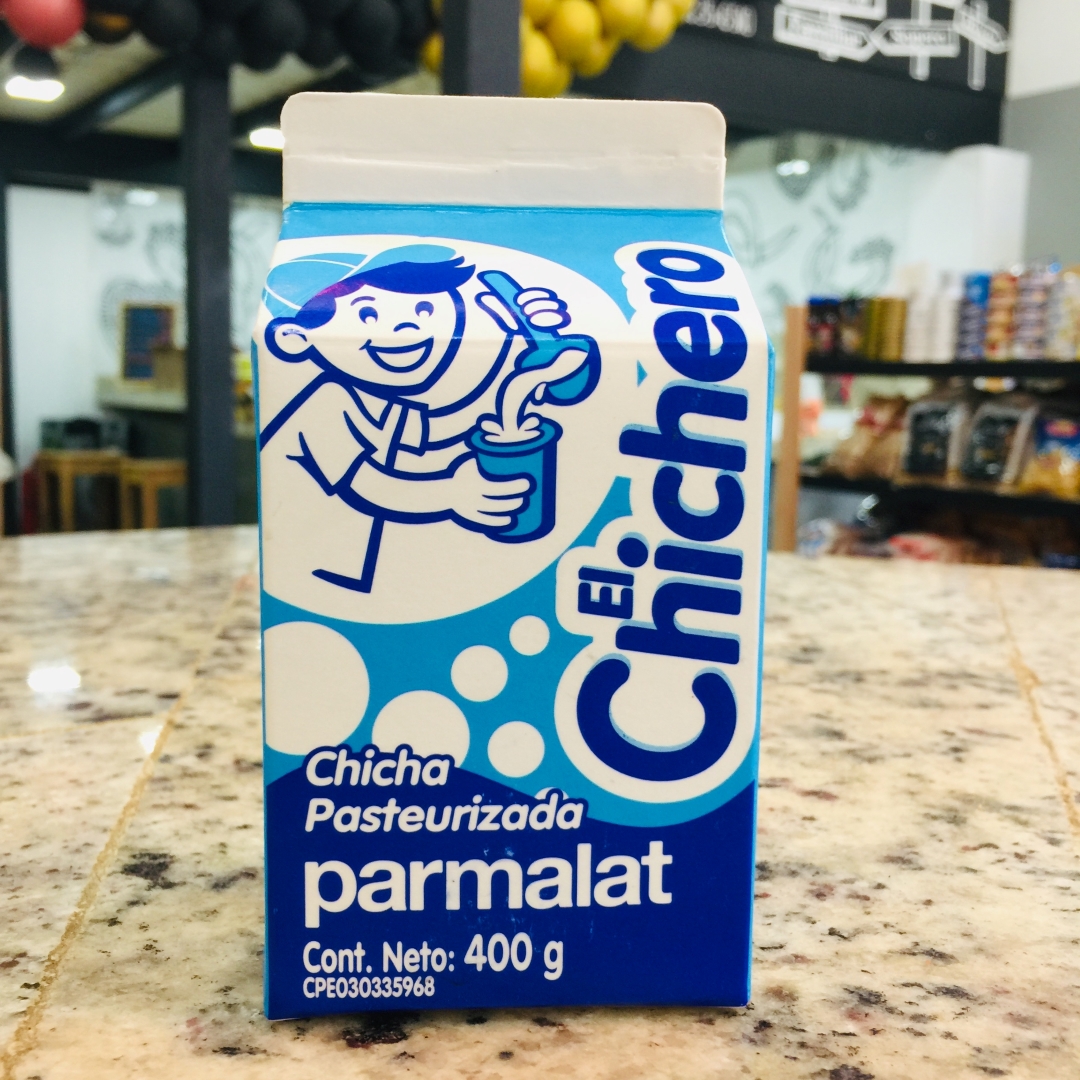 El
Chichero
Chicha
Pasteurizada
parmalat
Cont. Neto: 400 g
CPE030335968